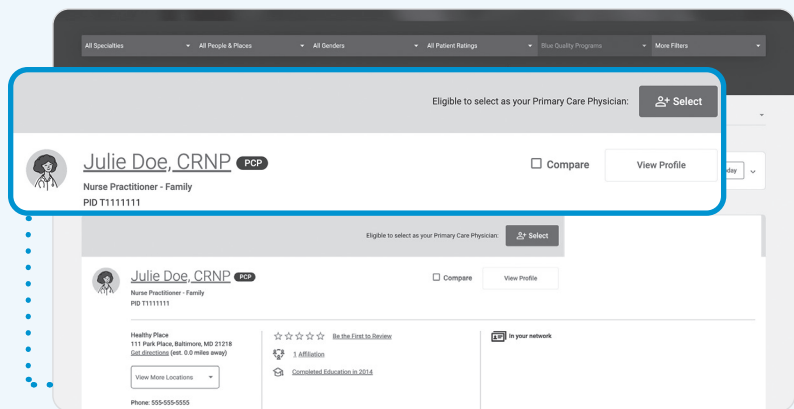 All Specialties All People & Places All Genders All Patient Ratings Blue Quality Programs More Filters
Eligible to select as your Primary Care Physician: Select
Julie Doe, CRNP PCP
Compare View Profile
Nurse Practitioner - Family
PID T1111111
Eligible to select as your Primary Care Physician: Select
Julie Doe, CRNP PCP
Compare View Profile
Nurse Practitioner - Family
PID T1111111
Healthy Place
111 Park Place, Baltimore, MD 21218
Get directions (est. 0.0 miles away)
View More Locations
Phone: 555-555-5555
Be the First to Review
1 Affiliation
Completed Education in 2014
In your network